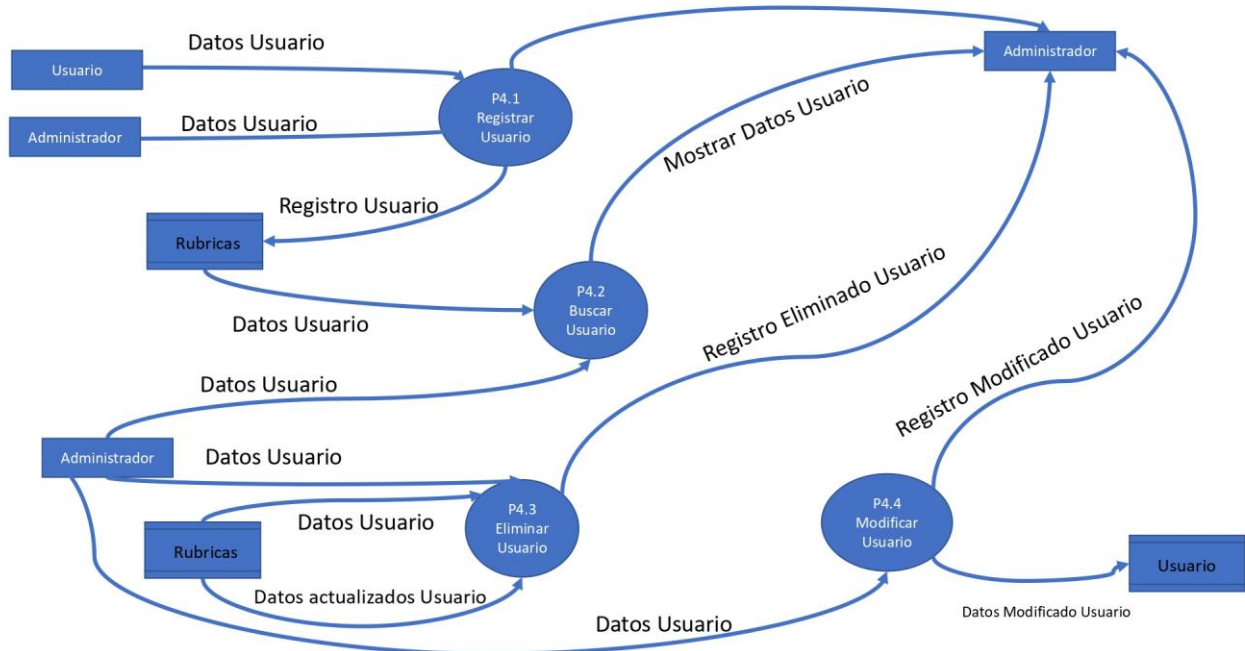 Datos Usuario
Usuario
Administrador
P4.1
Registrar
Usuario
Administrador
Datos Usuario
Mostrar Datos Usuario
Registro Usuario
Rubricas
P4.2
Buscar
Usuario
Datos Usuario
Registro Eliminado Usuario
Registro Modificado Usuario
Datos Usuario
Administrador
Datos Usuario
P4.3
Eliminar
Usuario
Datos Usuario
P4.4
Modificar
Usuario
Rubricas
Usuario
Datos actualizados Usuario
Datos Usuario
Datos Modificado Usuario